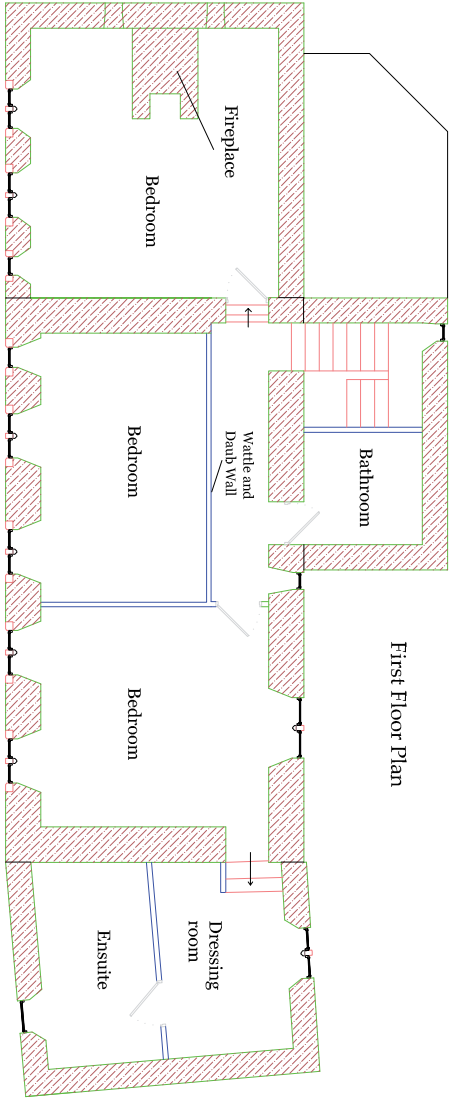 First Floor Plan
Fireplace
Bedroom
Wattle and
Daub Wall
Bedroom
Bathroom
Bedroom
Dressing
room
Ensuite